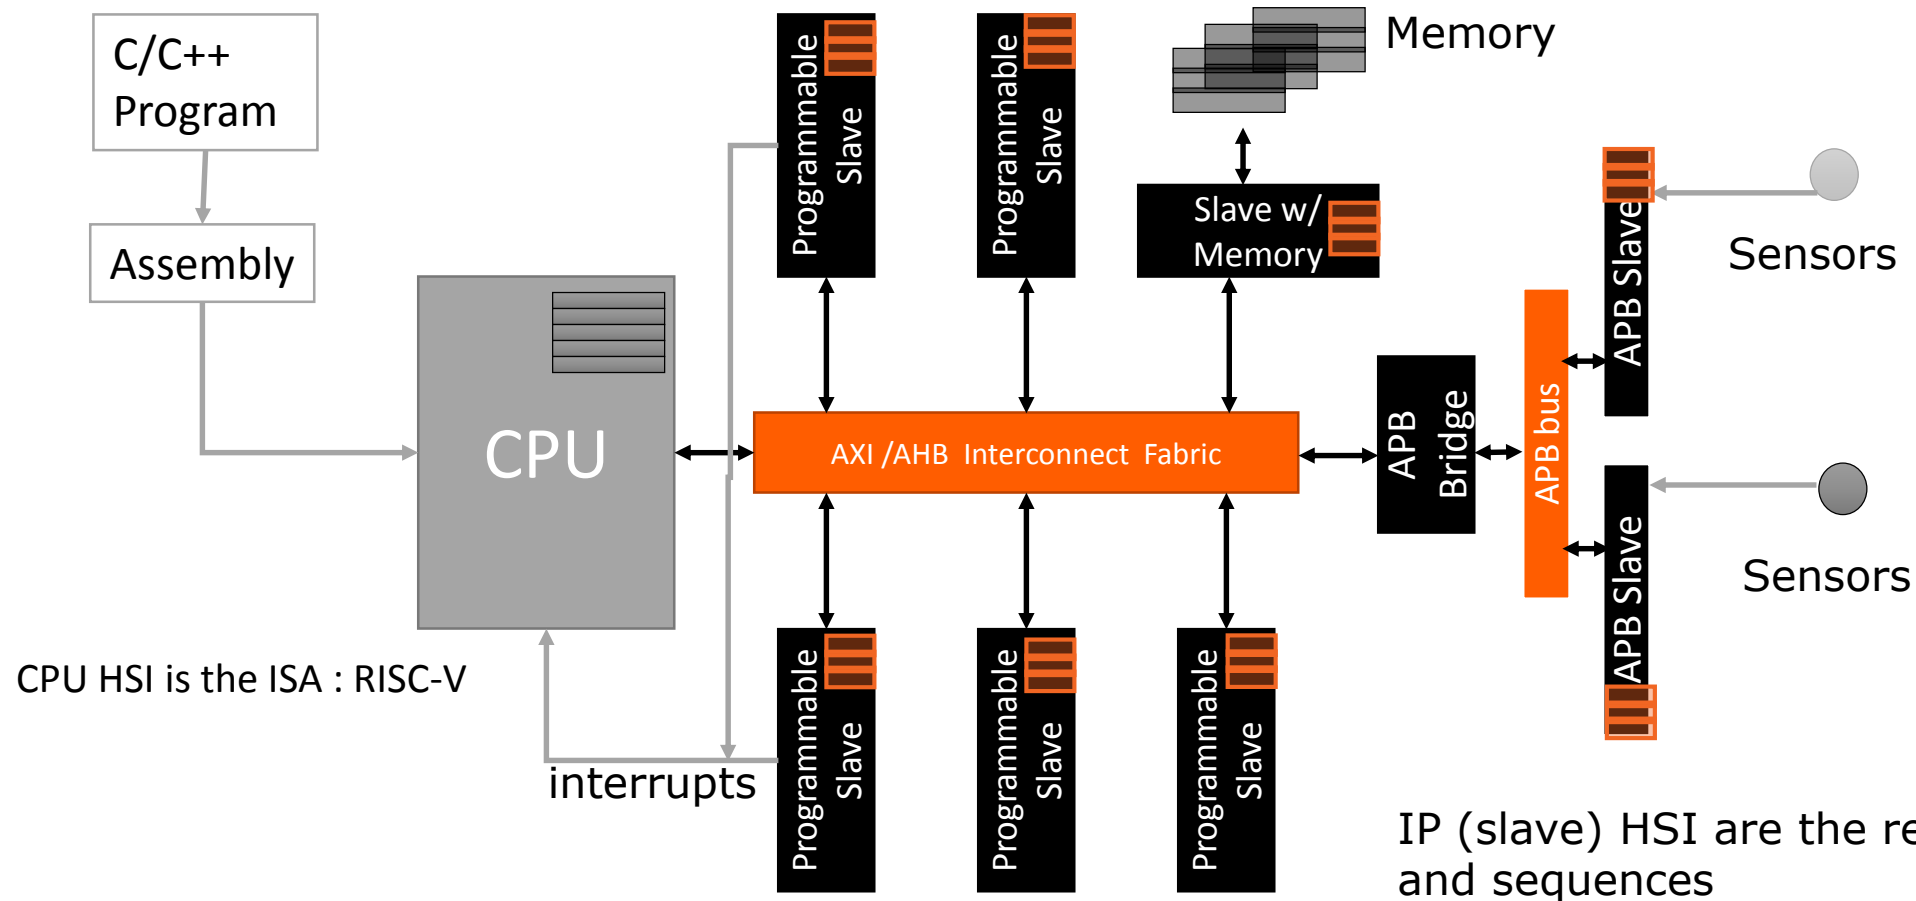 C/C++
Program
Assembly
CPU
CPU HSI is the ISA : RISC-V
interrupts
Programmable
Slave
Programmable
Slave
Memory
Slave w/
Memory
AXI /AHB Interconnect Fabric
Programmable
Slave
Programmable
Slave
Programmable
Slave
APB
Bridge
APB bus
APB Slave
Sensors
APB Slave
Sensors
IP (slave) HSI are the
and sequences